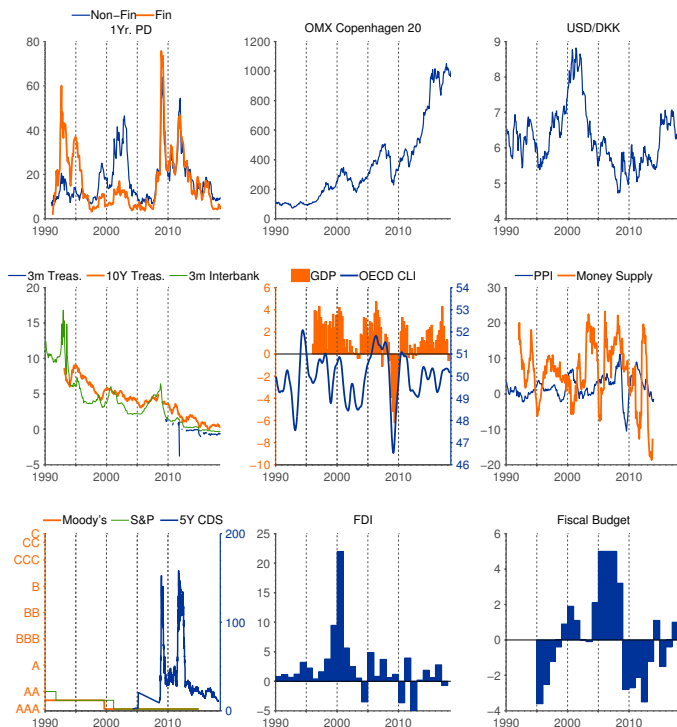 Non-Fin Fin
1Yr. PD
80
60
40
20
0
1990 2000 2010
OMX Copenhagen 20
1200
1000
800
600
400
200
0
1990 2000 2010
USD/DKK
9
8
7
6
5
4
1990 2000 2010
3m Treas. 10Y Treas. 3m Interbank
20
15
10
5
0
−5
1990 2000 2010
GDP OECD CLI
6 54
4 53
2 52
0 51
−2 50
−4 49
−6 48
−8 47
−10 46
1990 2000 2010
PPI Money Supply
30
20
10
0
−10
−20
1990 2000 2010
Moody's S&P 5Y CDS
C 200
CC
CCC
B
BB 100
BBB
A
AA
AAA 0
1990 2000 2010
FDI
25
20
15
10
5
0
−5
1990 2000 2010
Fiscal Budget
6
4
2
0
−2
−4
1990 2000 2010